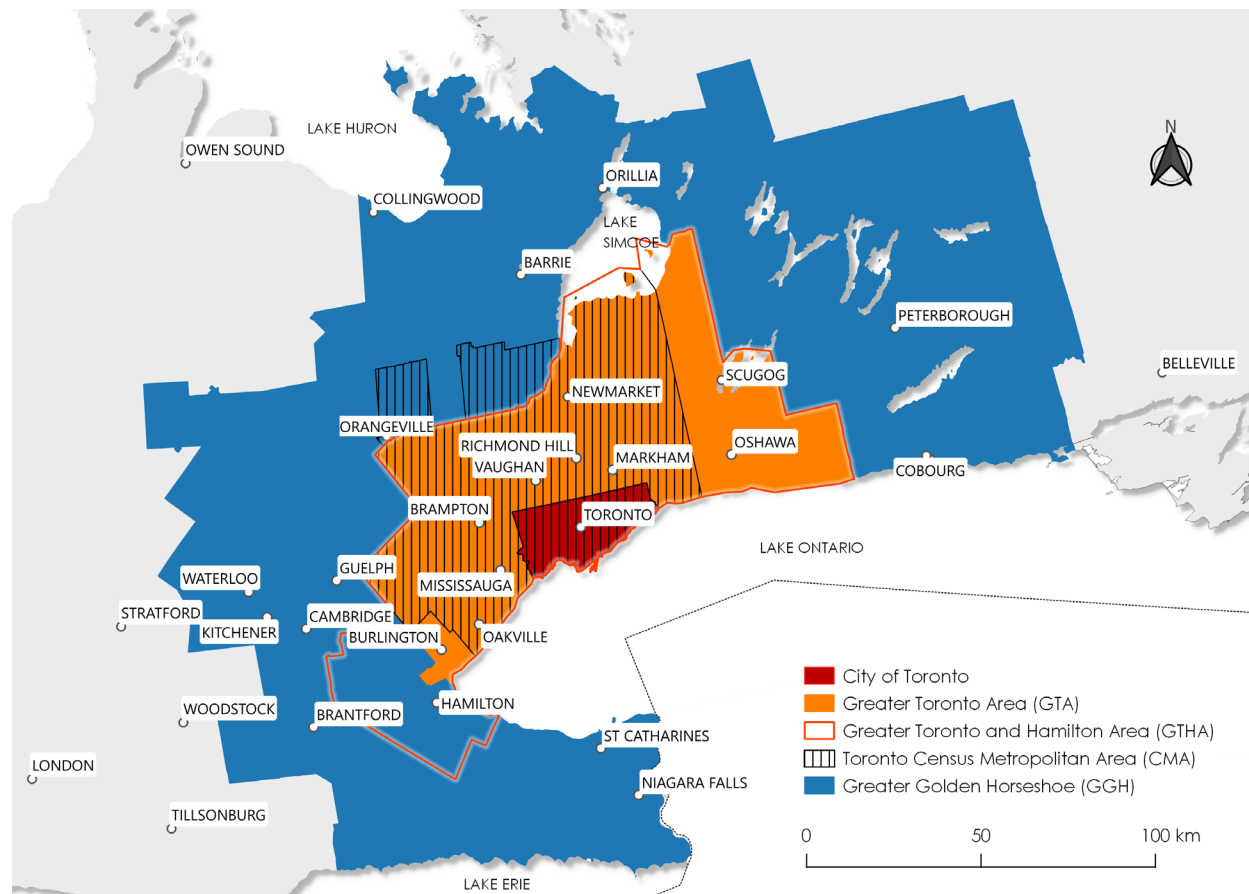 N
LAKE HURON
OWEN SOUND
ORILLIA
COLLINGWOOD
LAKE
SIMCOE
BARRIE
PETERBOROUGH
BELLEVILLE
SCUGOG
NEWMARKET
ORANGEVILLE
RICHMOND HILL
OSHAWA
MARKHAM
VAUGHAN
COBOURG
BRAMPTON
TORONTO
LAKE ONTARIO
GUELPH
WATERLOO
MISSISSAUGA
STRATFORD
CAMBRIDGE
KITCHENER
BURLINGTON
OAKVILLE
City of Toronto
HAMILTON
Greater Toronto Area (GTA)
WOODSTOCK
BRANTFORD
Greater Toronto and Hamilton Area (GTHA)
ST CATHARINES
Toronto Census Metropolitan Area (CMA)
LONDON
NIAGARA FALLS
Greater Golden Horseshoe (GGH)
TILLSONBURG
0 50 100 km
LAKE ERIE